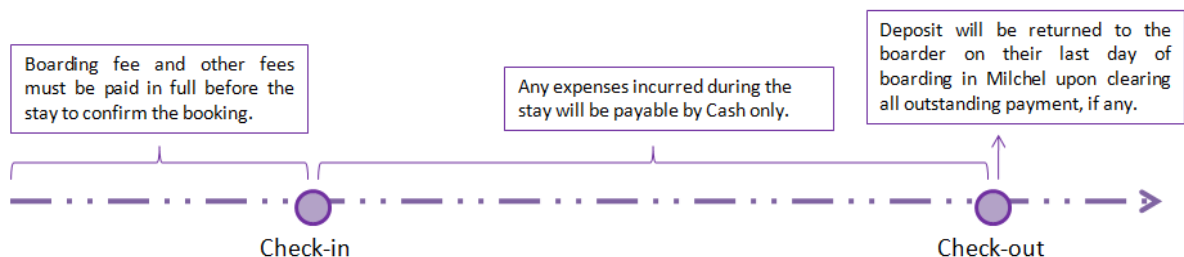 Boarding fee and other fees
must be paid in full before the
stay to confirm the booking.
Any expenses incurred during the
stay will be payable by Cash only.
Deposit will be returned to the
boarder on their last day of
boarding in Milchel upon clearing
all outstanding payment, if any.
Check-in
Check-out